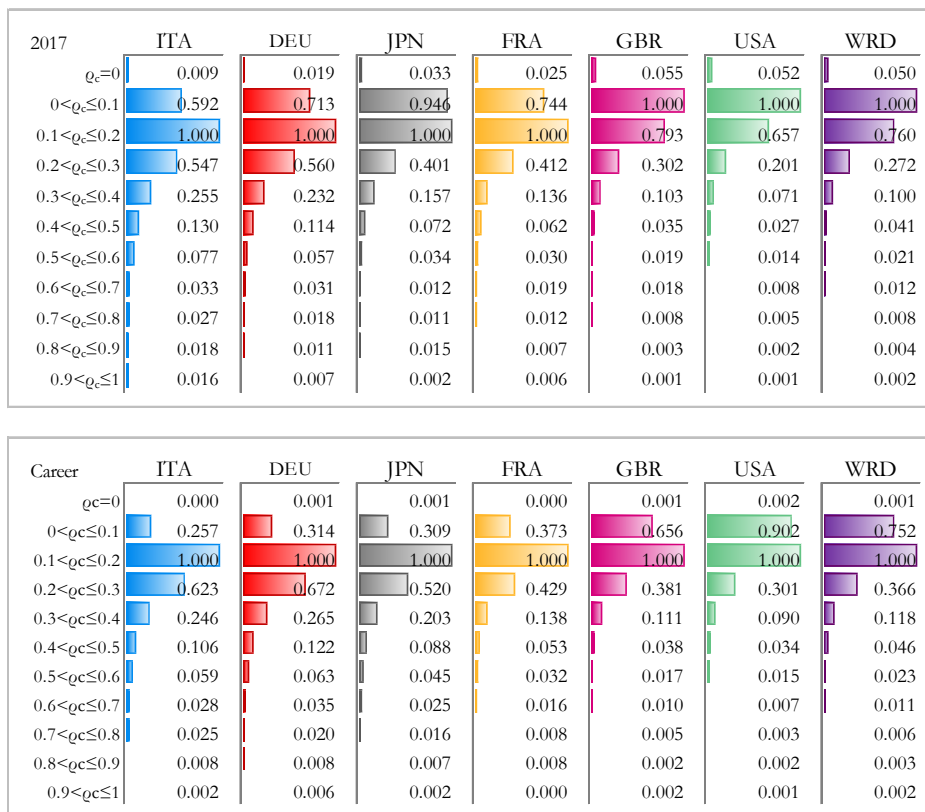 2017 ITA DEU JPN FRA GBR USA WRD
ϱc=0 0.009 0.019 0.033 0.025 0.055 0.052 0.050
0<ϱc≤0.1 0.592 0.713 0.946 0.744 1.000 1.000 1.000
0.1<ϱc≤0.2 1.000 1.000 1.000 1.000 0.793 0.657 0.760
0.2<ϱc≤0.3 0.547 0.560 0.401 0.412 0.302 0.201 0.272
0.3<ϱc≤0.4 0.255 0.232 0.157 0.136 0.103 0.071 0.100
0.4<ϱc≤0.5 0.130 0.114 0.072 0.062 0.035 0.027 0.041
0.5<ϱc≤0.6 0.077 0.057 0.034 0.030 0.019 0.014 0.021
0.6<ϱc≤0.7 0.033 0.031 0.012 0.019 0.018 0.008 0.012
0.7<ϱc≤0.8 0.027 0.018 0.011 0.012 0.008 0.005 0.008
0.8<ϱc≤0.9 0.018 0.011 0.015 0.007 0.003 0.002 0.004
0.9<ϱc≤1 0.016 0.007 0.002 0.006 0.001 0.001 0.002
Career ITA DEU JPN FRA GBR USA WRD
ϱc=0 0.000 0.001 0.001 0.000 0.001 0.002 0.001
0<ϱc≤0.1 0.257 0.314 0.309 0.373 0.656 0.902 0.752
0.1<ϱc≤0.2 1.000 1.000 1.000 1.000 1.000 1.000 1.000
0.2<ϱc≤0.3 0.623 0.672 0.520 0.429 0.381 0.301 0.366
0.3<ϱc≤0.4 0.246 0.265 0.203 0.138 0.111 0.090 0.118
0.4<ϱc≤0.5 0.106 0.122 0.088 0.053 0.038 0.034 0.046
0.5<ϱc≤0.6 0.059 0.063 0.045 0.032 0.017 0.015 0.023
0.6<ϱc≤0.7 0.028 0.035 0.025 0.016 0.010 0.007 0.011
0.7<ϱc≤0.8 0.025 0.020 0.016 0.008 0.005 0.003 0.006
0.8<ϱc≤0.9 0.008 0.008 0.007 0.008 0.002 0.002 0.003
0.9<ϱc≤1 0.002 0.006 0.002 0.000 0.002 0.001 0.002